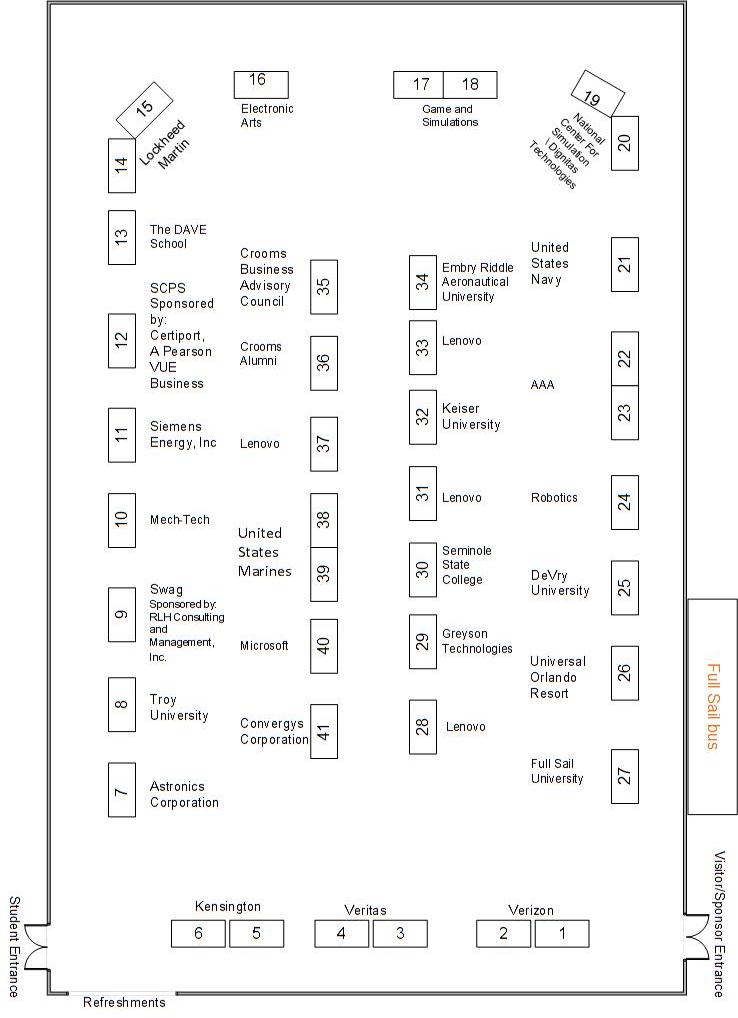 16
Electronic
Arts
17
18
Game and
Simulations
15
14
Lockheed
Martin
19
20
National
Center For
Simulation
\ Dignitas
Technologies
13
The DAVE
School
12
SCPS
Sponsored
by:
Certiport,
A Pearson
VUE
Business
11
Siemens
Energy, Inc
10
Mech-Tech
9
Swag
Sponsored by:
RLH Consulting
and
Management,
Inc.
8
Troy
University
7
Astronics
Corporation
Crooms
Business
Advisory
Council
35
Crooms
Alumni
36
Lenovo
37
United
States
Marines
38
39
Microsoft
40
Convergys
Corporation
41
34
Embry Riddle
Aeronautical
University
33
Lenovo
32
Keiser
University
31
Lenovo
30
Seminole
State
College
29
Greyson
Technologies
28
Lenovo
United
States
Navy
21
AAA
22
23
Robotics
24
DeVry
University
25
Universal
Orlando
Resort
26
Full Sail
University
27
Full Sail bus
Kensington
6
5
Veritas
4
3
Verizon
2
1
Student Entrance
Visitor/Sponsor Entrance
Refreshments